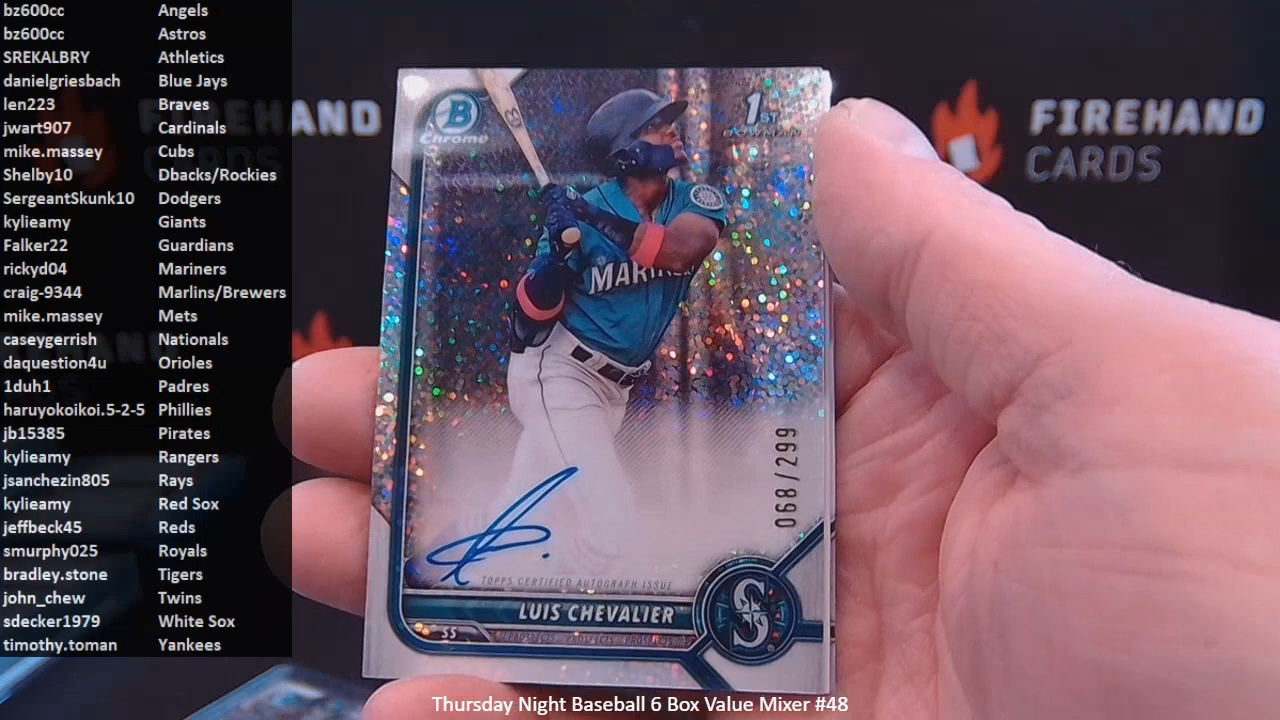 bz600cc Angels
bz600cc Astros
SREKALBRY Athletics
danielgriesbach Blue Jays
len223 Braves
jwart907 Cardinals
mike.massey Cubs
Shelby10 Dbacks/Rockies
SergeantSkunk10 Dodgers
kylieamy Giants
Falker22 Guardians
rickyd04 Mariners
craig-9344 Marlins/Brewers
mike.massey Mets
caseygerrish Nationals
daquestion4u Orioles
1duh1 Padres
haruyokoikoi.5-2-5 Phillies
jb15385 Pirates
kylieamy Rangers
jsanchezin805 Rays
kylieamy Red Sox
jeffbeck45 Reds
smurphy025 Royals
bradley.stone Tigers
john_chew Twins
sdecker1979 White Sox
timothy.toman Yankees
B
Chrome
1ST
BOWMAN
MARINERS
068/299
TOPPS CERTIFIED AUTOGRAPH ISSUE
LUIS CHEVALIER
SS
PROSPECTS PROSPECTS PROSPECTS
S
FIREHAND
CARDS
Thursday Night Baseball 6 Box Value Mixer #48